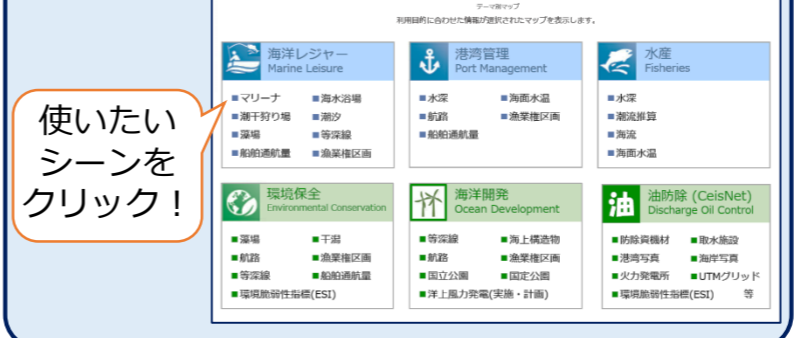 テーマ別マップ
利用目的に合わせた情報が選択されたマップを表示します。
使いたい
シーンを
クリック！
海洋レジャー
Marine Leisure
■マリーナ ■海水浴場
■潮干狩り場 ■潮汐
■藻場 ■等深線
■船舶通航量 ■漁業権区画
港湾管理
Port Management
■水深 ■海面水温
■航路 ■漁業権区画
■船舶通航量
水産
Fisheries
■水深
■潮流推算
■海流
■海面水温
環境保全
Environmental Conservation
■藻場 ■干潟
■航路 ■漁業権区画
■等深線 ■船舶通航量
■環境脆弱性指標(ESI)
海洋開発
Ocean Development
■等深線 ■海上構造物
■航路 ■漁業権区画
■国立公園 ■国定公園
■洋上風力発電(実施・計画)
油
油防除 (CeisNet)
Discharge Oil Control
■防除資機材 ■取水施設
■港湾写真 ■海岸写真
■火力発電所 ■UTMグリッド
■環境脆弱性指標(ESI) 等